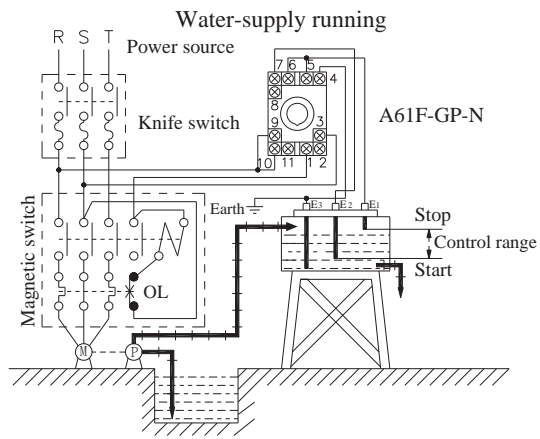 Water-supply running
R S T
Power source
7 6 5 4
8
9 3
10 11 1 2
A61F-GP-N
Knife switch
Earth
E3 E2 E1
Stop
Control range
Start
Magnetic switch
OL
M P